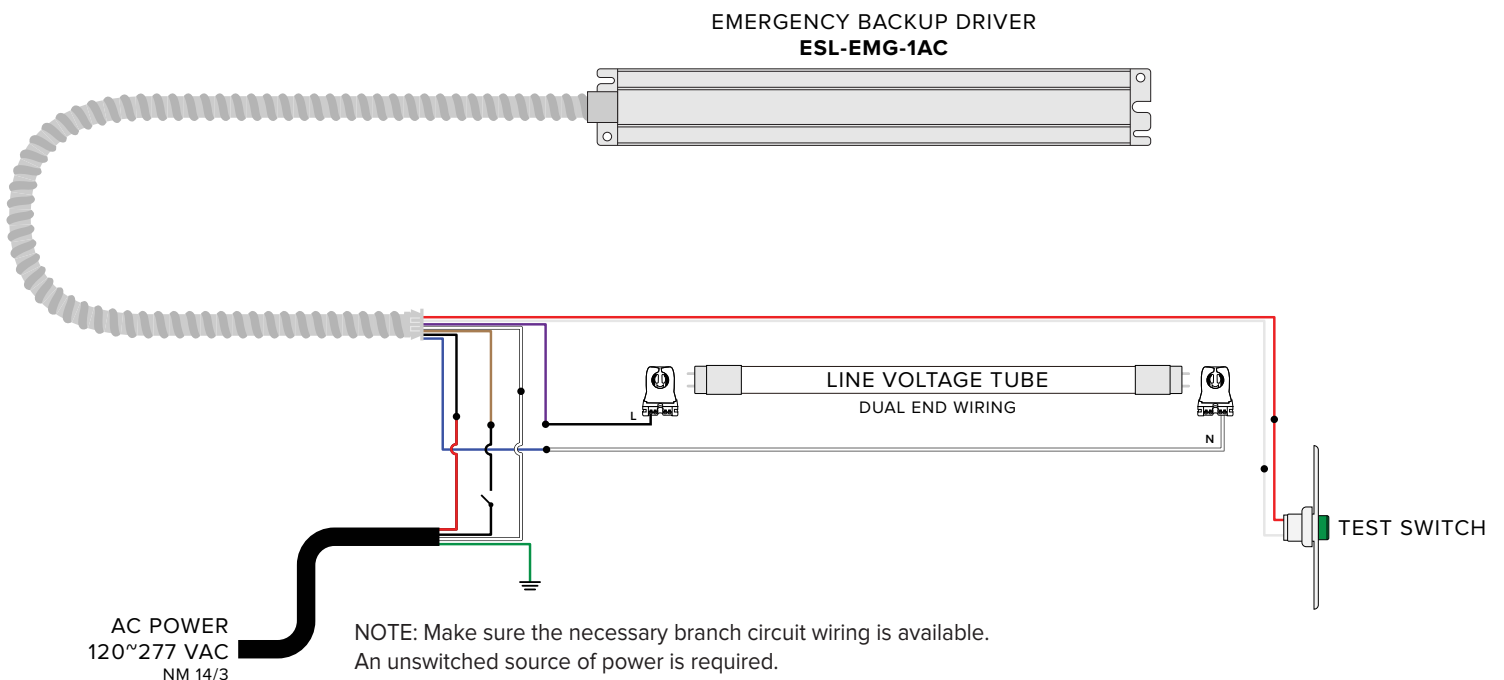 EMERGENCY BACKUP DRIVER
ESL-EMG-1AC
LINE VOLTAGE TUBE
DUAL END WIRING
L
N
TEST SWITCH
AC POWER
120~277 VAC
NM 14/3
NOTE: Make sure the necessary branch circuit wiring is available.
An unswitched source of power is required.